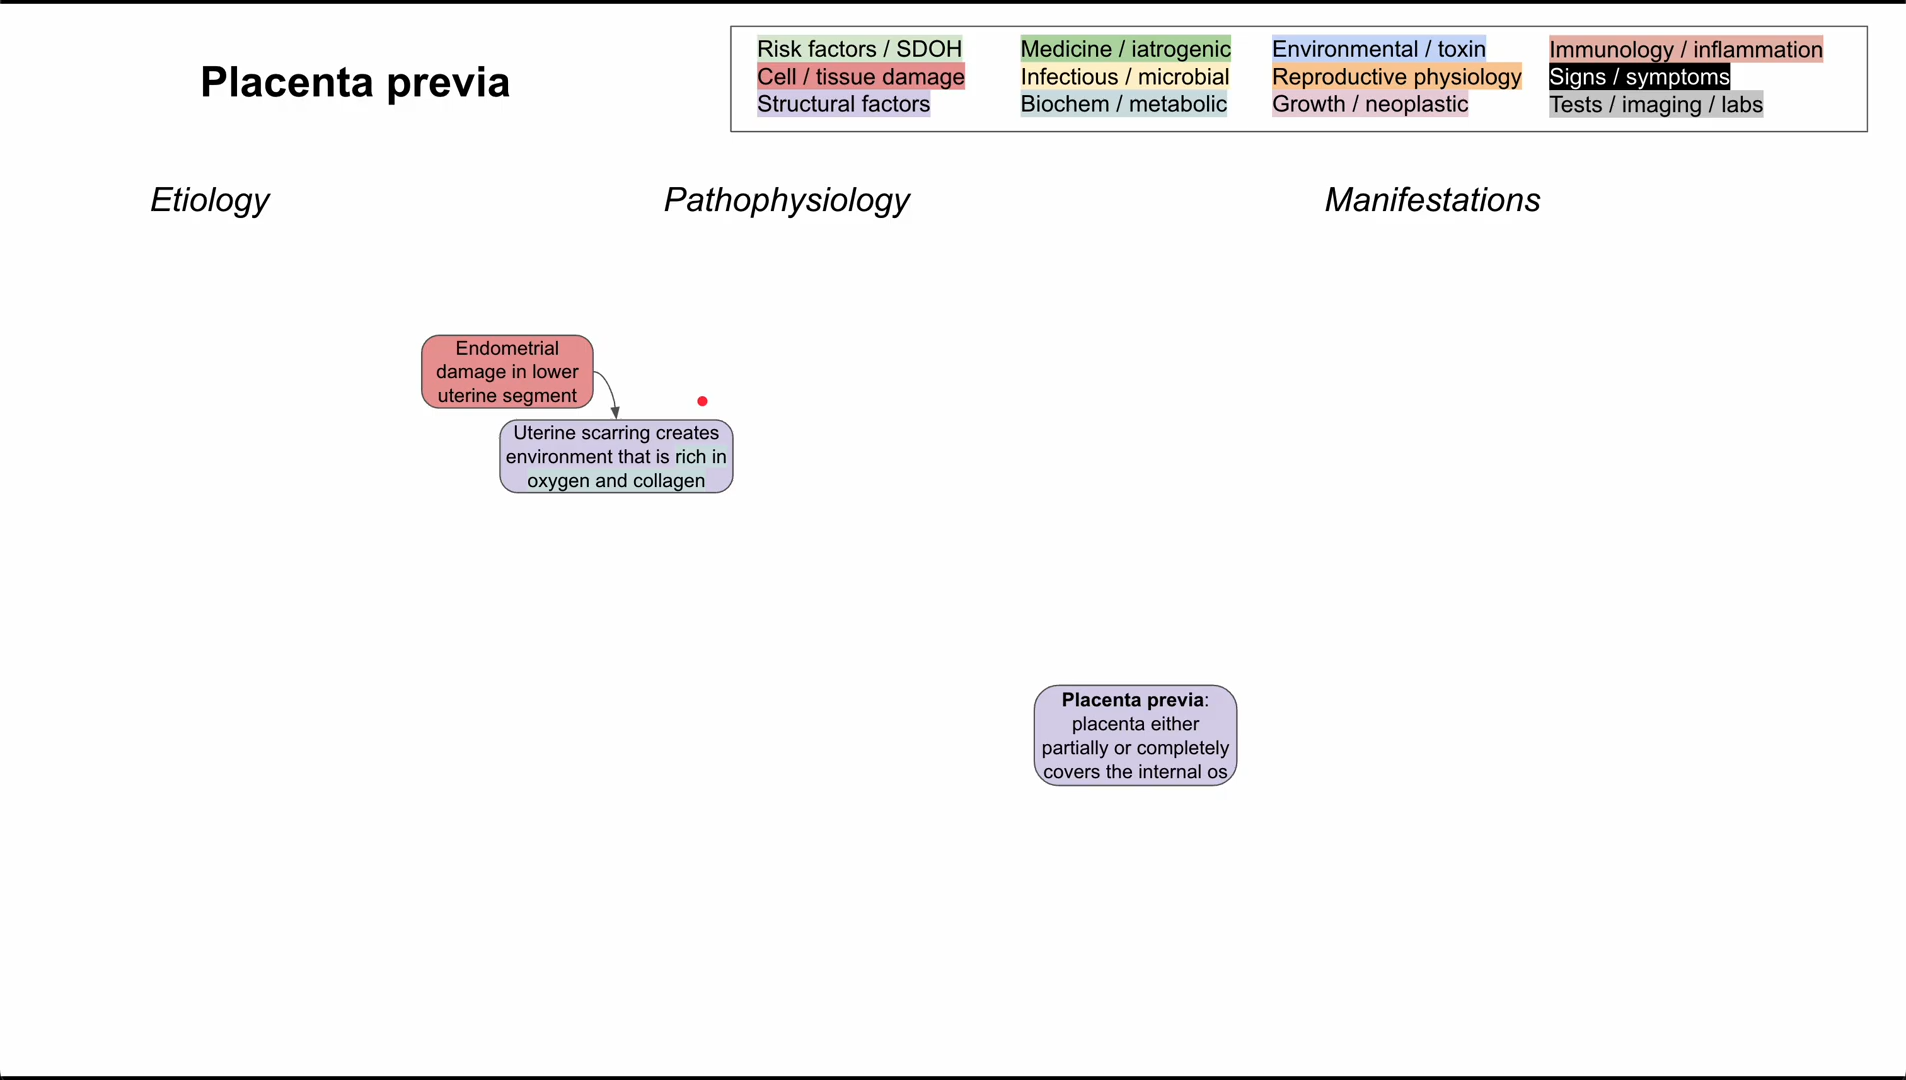 Placenta previa
Risk factors / SDOH
Cell / tissue damage
Structural factors
Medicine / iatrogenic
Infectious / microbial
Biochem / metabolic
Environmental / toxin
Reproductive physiology
Growth / neoplastic
Immunology / inflammation
Signs / symptoms
Tests / imaging / labs
Etiology
Pathophysiology
Manifestations
Endometrial
damage in lower
uterine segment
Uterine scarring creates
environment that is rich in
oxygen and collagen
Placenta previa:
placenta either
partially or completely
covers the internal os